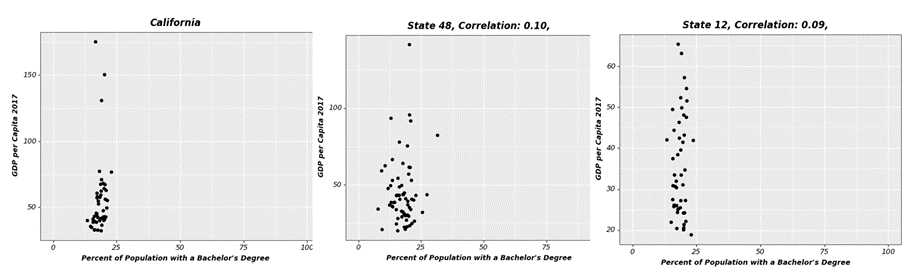 California
State 48, Correlation: 0.10,
State 12, Correlation: 0.09,
GDP per Capita 2017
150
100
50
0
25
50
75
100
Percent of Population with a Bachelor's Degree
GDP per Capita 2017
100
50
0
25
50
75
Percent of Population with a Bachelor's Degree
GDP per Capita 2017
60
50
40
30
20
0
25
50
75
100
Percent of Population with a Bachelor's Degree